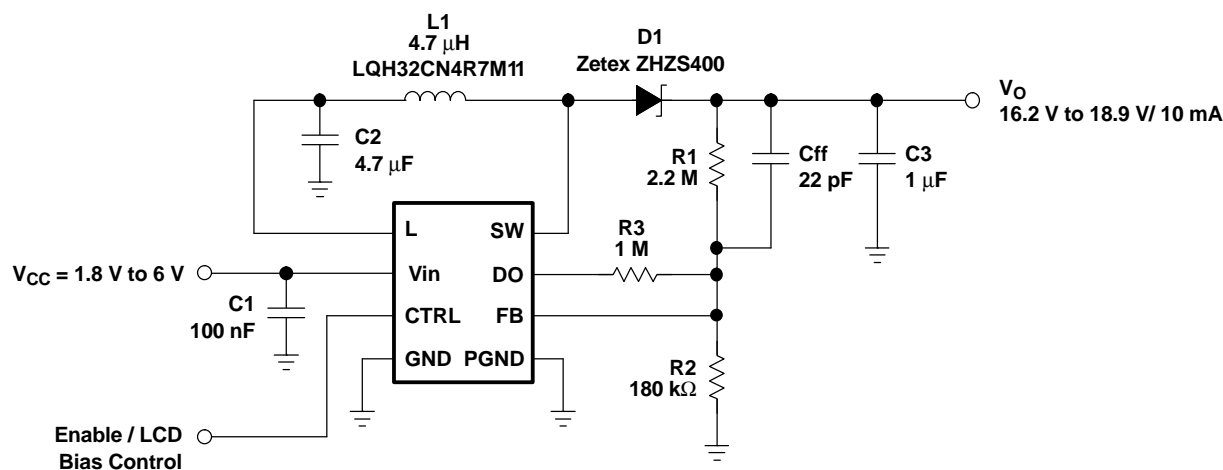 L1
4.7 μH
LQH32CN4R7M11
D1
Zetex ZHZS400
VO
16.2 V to 18.9 V/ 10 mA
C2
4.7 μF
R1
2.2 M
Cff
22 pF
C3
1 μF
L
SW
R3
1 M
VCC = 1.8 V to 6 V
Vin
DO
C1
100 nF
CTRL
FB
GND
PGND
R2
180 kΩ
Enable / LCD
Bias Control